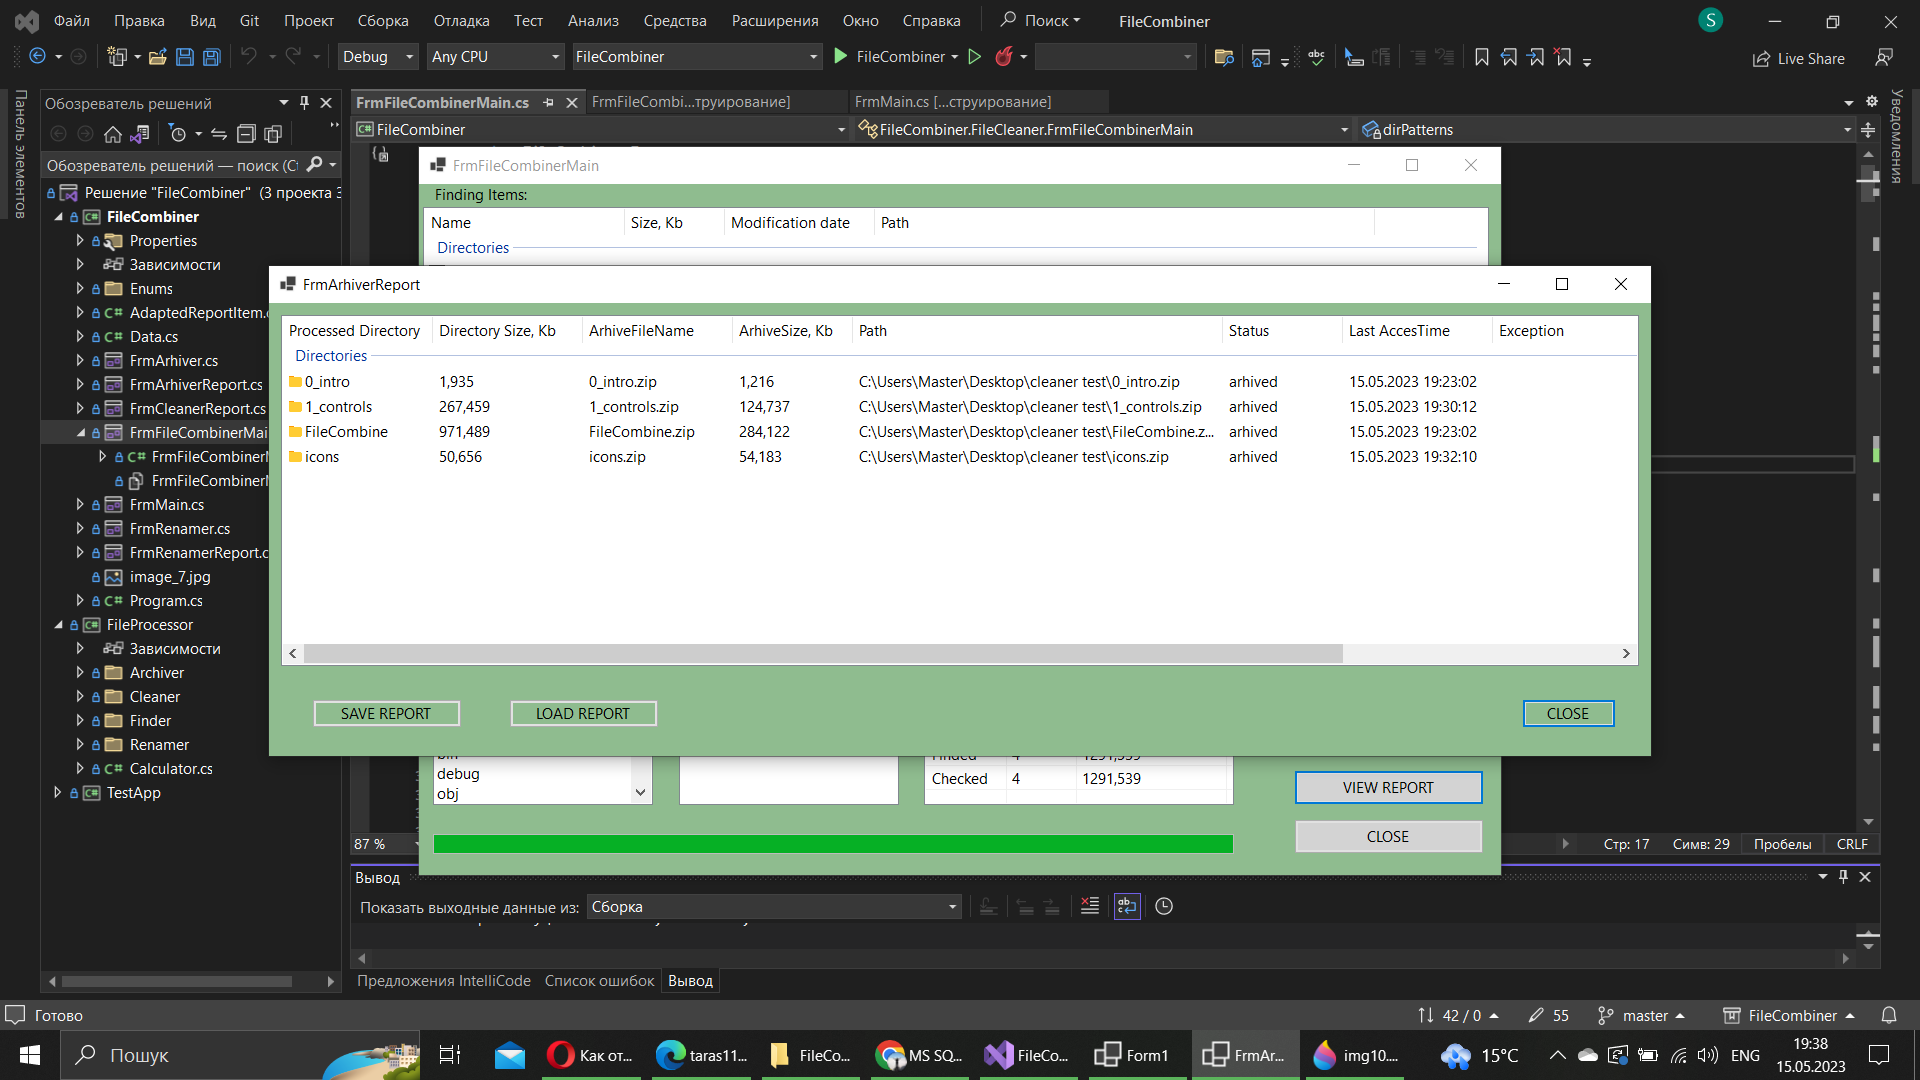 Файл Правка Вид Git Проект Сборка Отладка Тест Анализ Средства Расширения Окно Справка Поиск FileCombiner S
Debug Any CPU FileCombiner FileCombiner Live Share
Панель элементов
Обозреватель решений
Обозреватель решений — поиск (Ct
Решение "FileCombiner" (3 проекта 3
FileCombiner
Properties
Зависимости
Enums
AdaptedReportItem.c
Data.cs
FrmArhiver.cs
FrmArhiverReport.cs
FrmCleanerReport.cs
FrmFileCombinerMai
FrmFileCombinerM
FrmFileCombinerM
FrmMain.cs
FrmRenamer.cs
FrmRenamerReport.c
image_7.jpg
Program.cs
FileProcessor
Зависимости
Archiver
Cleaner
Finder
Renamer
Calculator.cs
TestApp
FrmFileCombinerMain.cs FrmFileCombi...труирование] FrmMain.cs [...струирование]
FileCombiner FileCombiner.FileCleaner.FrmFileCombinerMain dirPatterns
Уведомления
FrmFileCombinerMain
Finding Items:
Name Size, Kb Modification date Path
Directories
FrmArhiverReport
Processed Directory Directory Size, Kb ArhiveFileName ArhiveSize, Kb Path Status Last AccesTime Exception
Directories
0_intro 1,935 0_intro.zip 1,216 C:\Users\Master\Desktop\cleaner test\0_intro.zip arhived 15.05.2023 19:23:02
1_controls 267,459 1_controls.zip 124,737 C:\Users\Master\Desktop\cleaner test\1_controls.zip arhived 15.05.2023 19:30:12
FileCombine 971,489 FileCombine.zip 284,122 C:\Users\Master\Desktop\cleaner test\FileCombine.z... arhived 15.05.2023 19:23:02
icons 50,656 icons.zip 54,183 C:\Users\Master\Desktop\cleaner test\icons.zip arhived 15.05.2023 19:32:10
SAVE REPORT LOAD REPORT CLOSE
bin
debug
obj
Finded 4 1291,539
Checked 4 1291,539
VIEW REPORT
CLOSE
87 % Стр: 17 Симв: 29 Пробелы CRLF
Вывод
Показать выходные данные из: Сборка
Предложения IntelliCode Список ошибок Вывод
Готово 42 / 0 55 master FileCombiner
Пошук Как от... taras11... FileCo... MS SQ... FileCo... Form1 FrmAr... img10.... 15°C ENG 19:38
15.05.2023